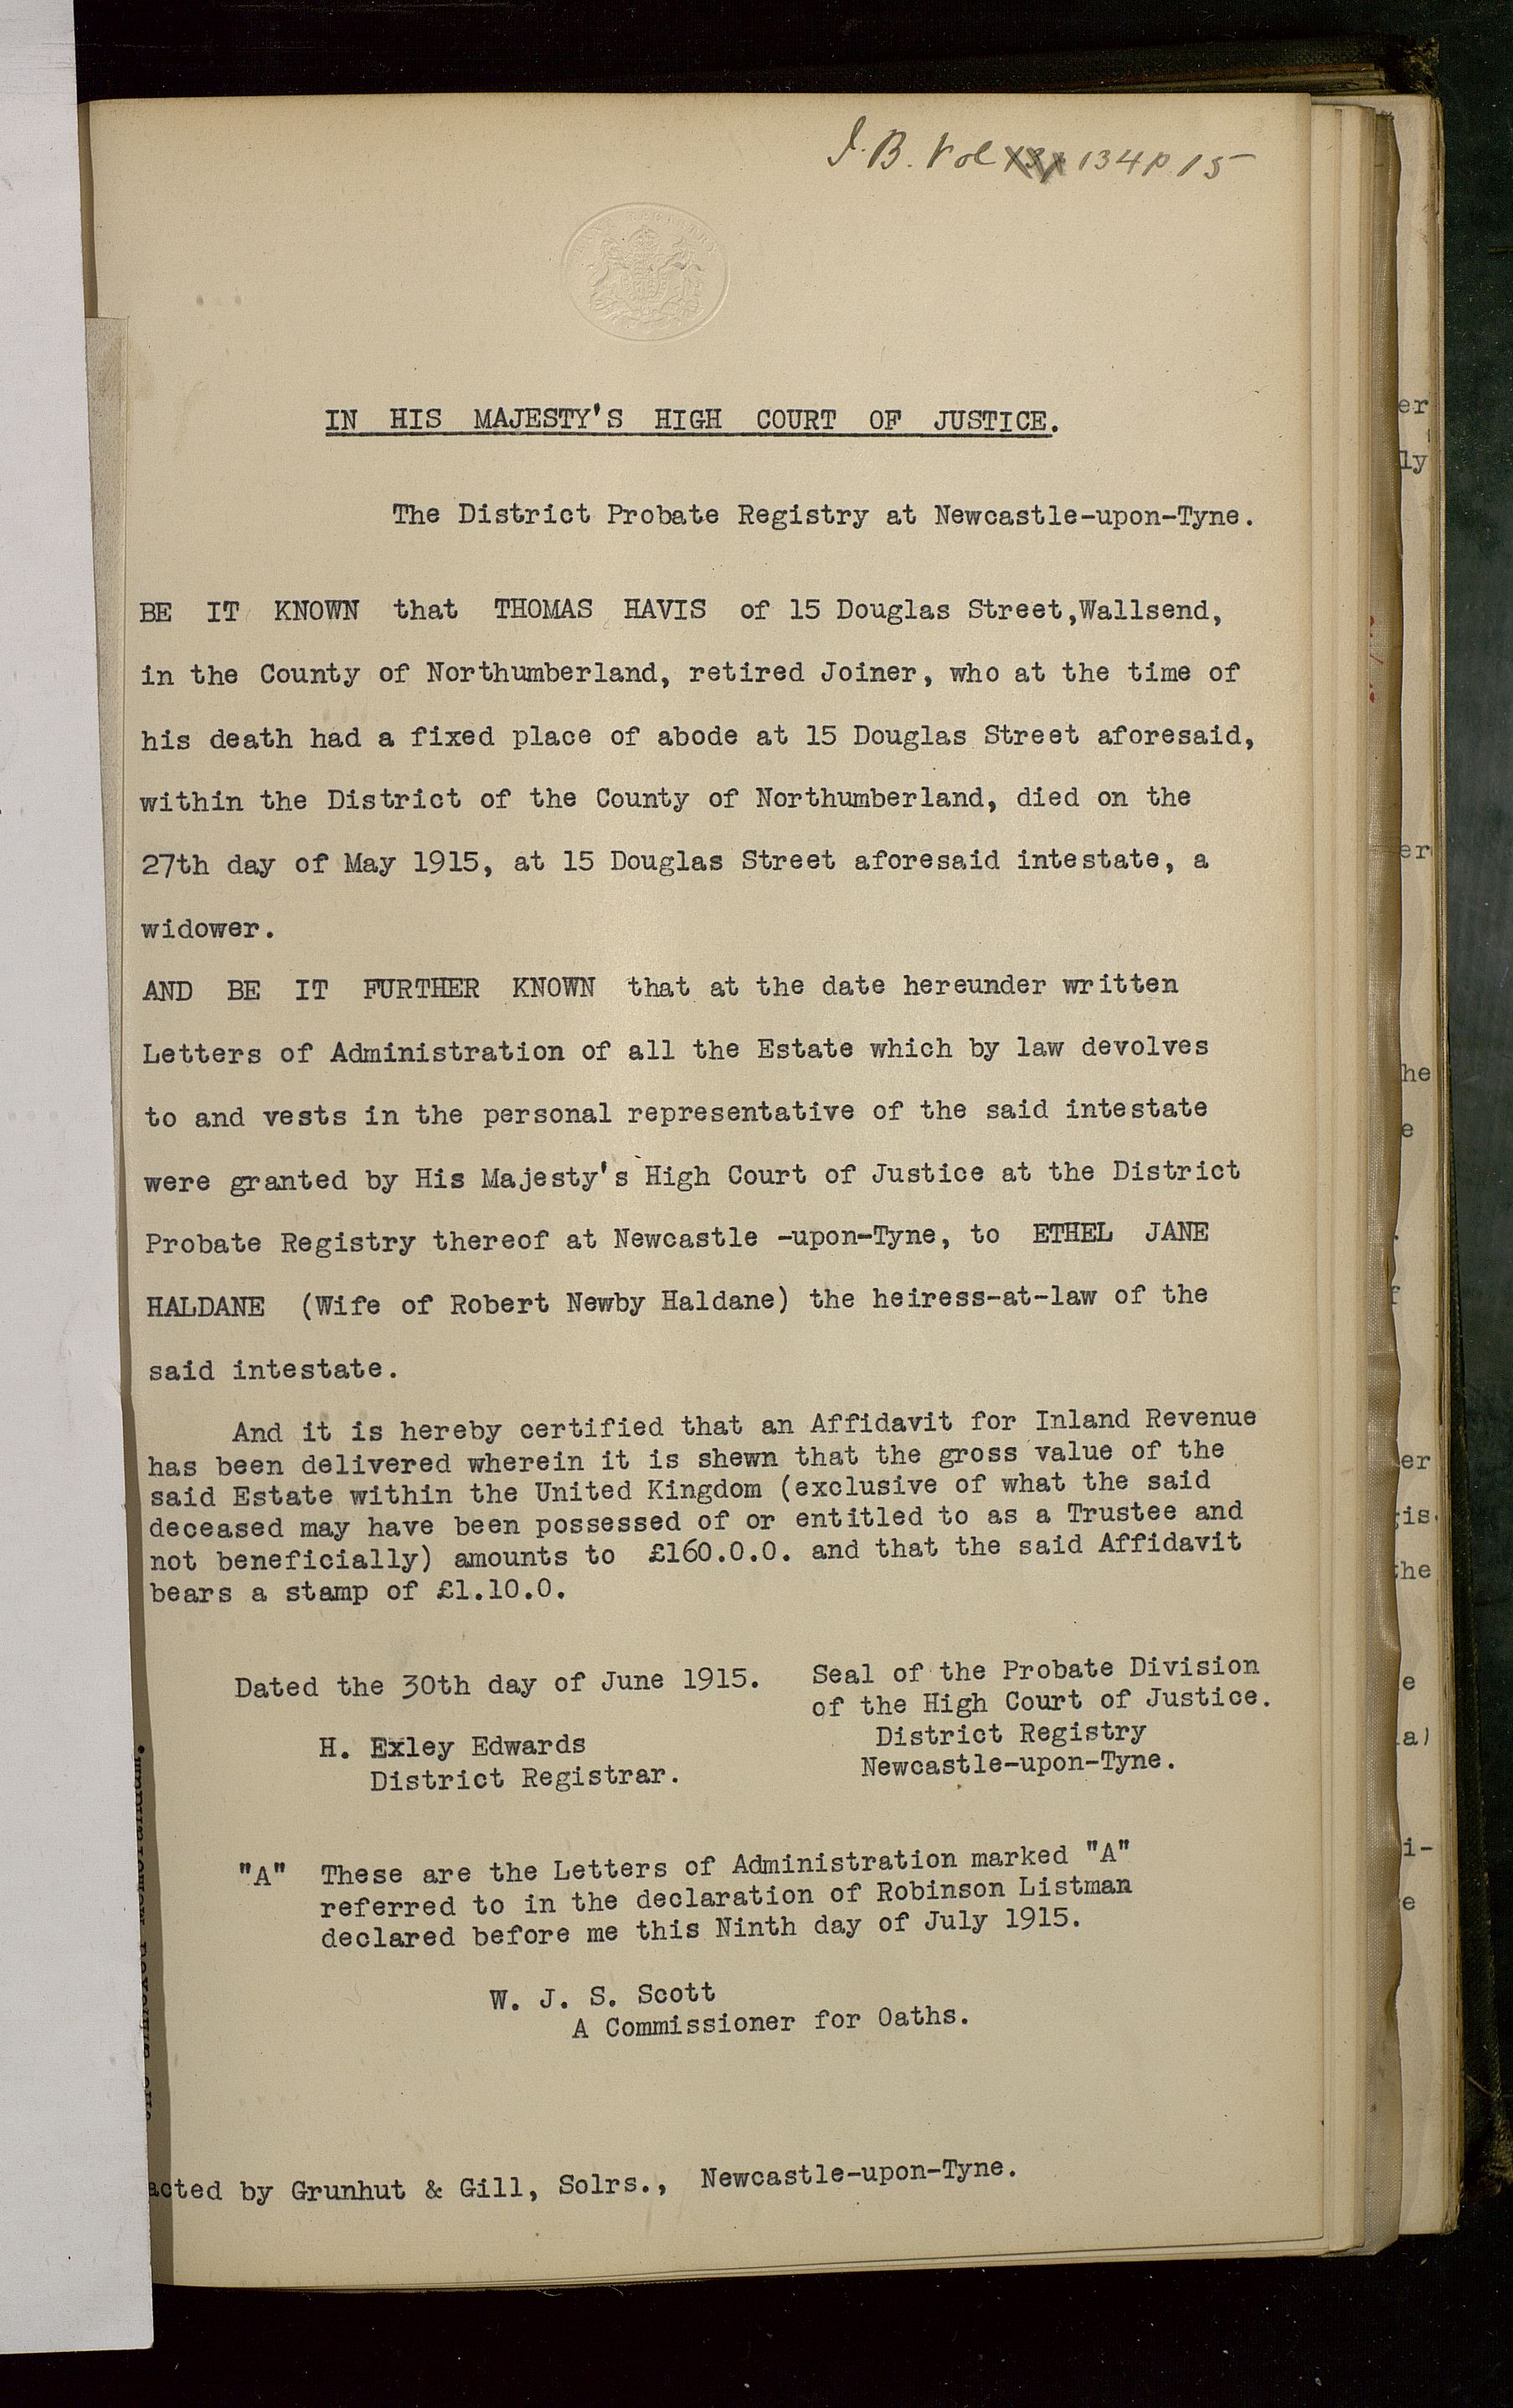 J.B. Vol 134 p 15
IN HIS MAJESTY'S HIGH COURT OF JUSTICE.
The District Probate Registry at Newcastle-upon-Tyne.
BE IT KNOWN that THOMAS HAVIS of 15 Douglas Street,Wallsend,
in the County of Northumberland, retired Joiner, who at the time of
his death had a fixed place of abode at 15 Douglas Street aforesaid,
within the District of the County of Northumberland, died on the
27th day of May 1915, at 15 Douglas Street aforesaid intestate, a
widower.
AND BE IT FURTHER KNOWN that at the date hereunder written
Letters of Administration of all the Estate which by law devolves
to and vests in the personal representative of the said intestate
were granted by His Majesty's High Court of Justice at the District
Probate Registry thereof at Newcastle -upon-Tyne, to ETHEL JANE
HALDANE (Wife of Robert Newby Haldane) the heiress-at-law of the
said intestate.
And it is hereby certified that an Affidavit for Inland Revenue
has been delivered wherein it is shewn that the gross value of the
said Estate within the United Kingdom (exclusive of what the said
deceased may have been possessed of or entitled to as a Trustee and
not beneficially) amounts to £160.0.0. and that the said Affidavit
bears a stamp of £1.10.0.
Dated the 30th day of June 1915.
H. Exley Edwards
District Registrar.
Seal of the Probate Division
of the High Court of Justice.
District Registry
Newcastle-upon-Tyne.
"A" These are the Letters of Administration marked "A"
referred to in the declaration of Robinson Listman
declared before me this Ninth day of July 1915.
W. J. S. Scott
A Commissioner for Oaths.
acted by Grunhut & Gill, Solrs., Newcastle-upon-Tyne.